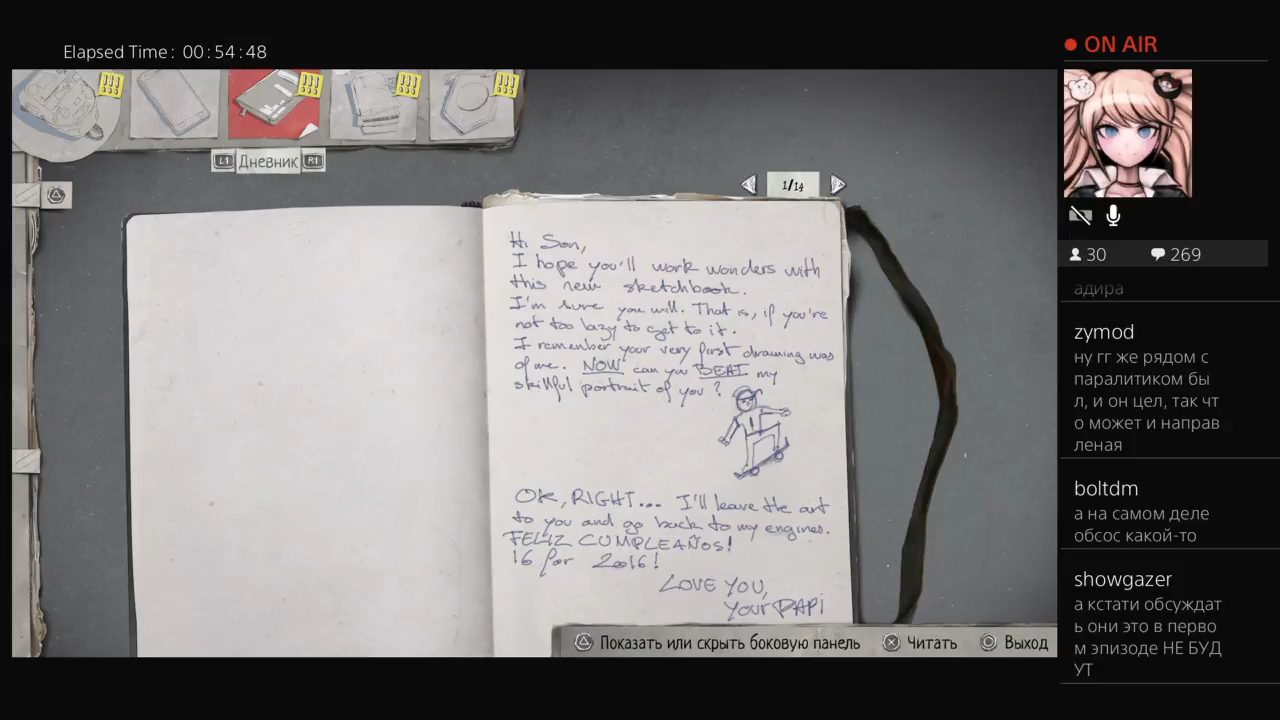 Elapsed Time: 00:54:48
ON AIR
L1 Дневник R1
1/14
Hi Son,
I hope you'll work wonders with
this new sketchbook.
I'm sure you will. That is, if you're
not too lazy to get to it.
I remember your very first drawing was
of me. NOW can you BEAT my
skillful portrait of you?
OK, RIGHT... I'll leave the art
to you and go back to my engines.
FELIZ CUMPLEAÑOS!
16 for 2016!
LOVE YOU,
Your PAPI
Показать или скрыть боковую панель
Читать
Выход
30
269
адира
zymod
ну гг же рядом с
паралитиком бы
л, и он цел, так чт
о может и направ
леная
boltdm
а на самом деле
обсос какой-то
showgazer
а кстати обсуждат
ь они это в перво
м эпизоде НЕ БУД
УТ